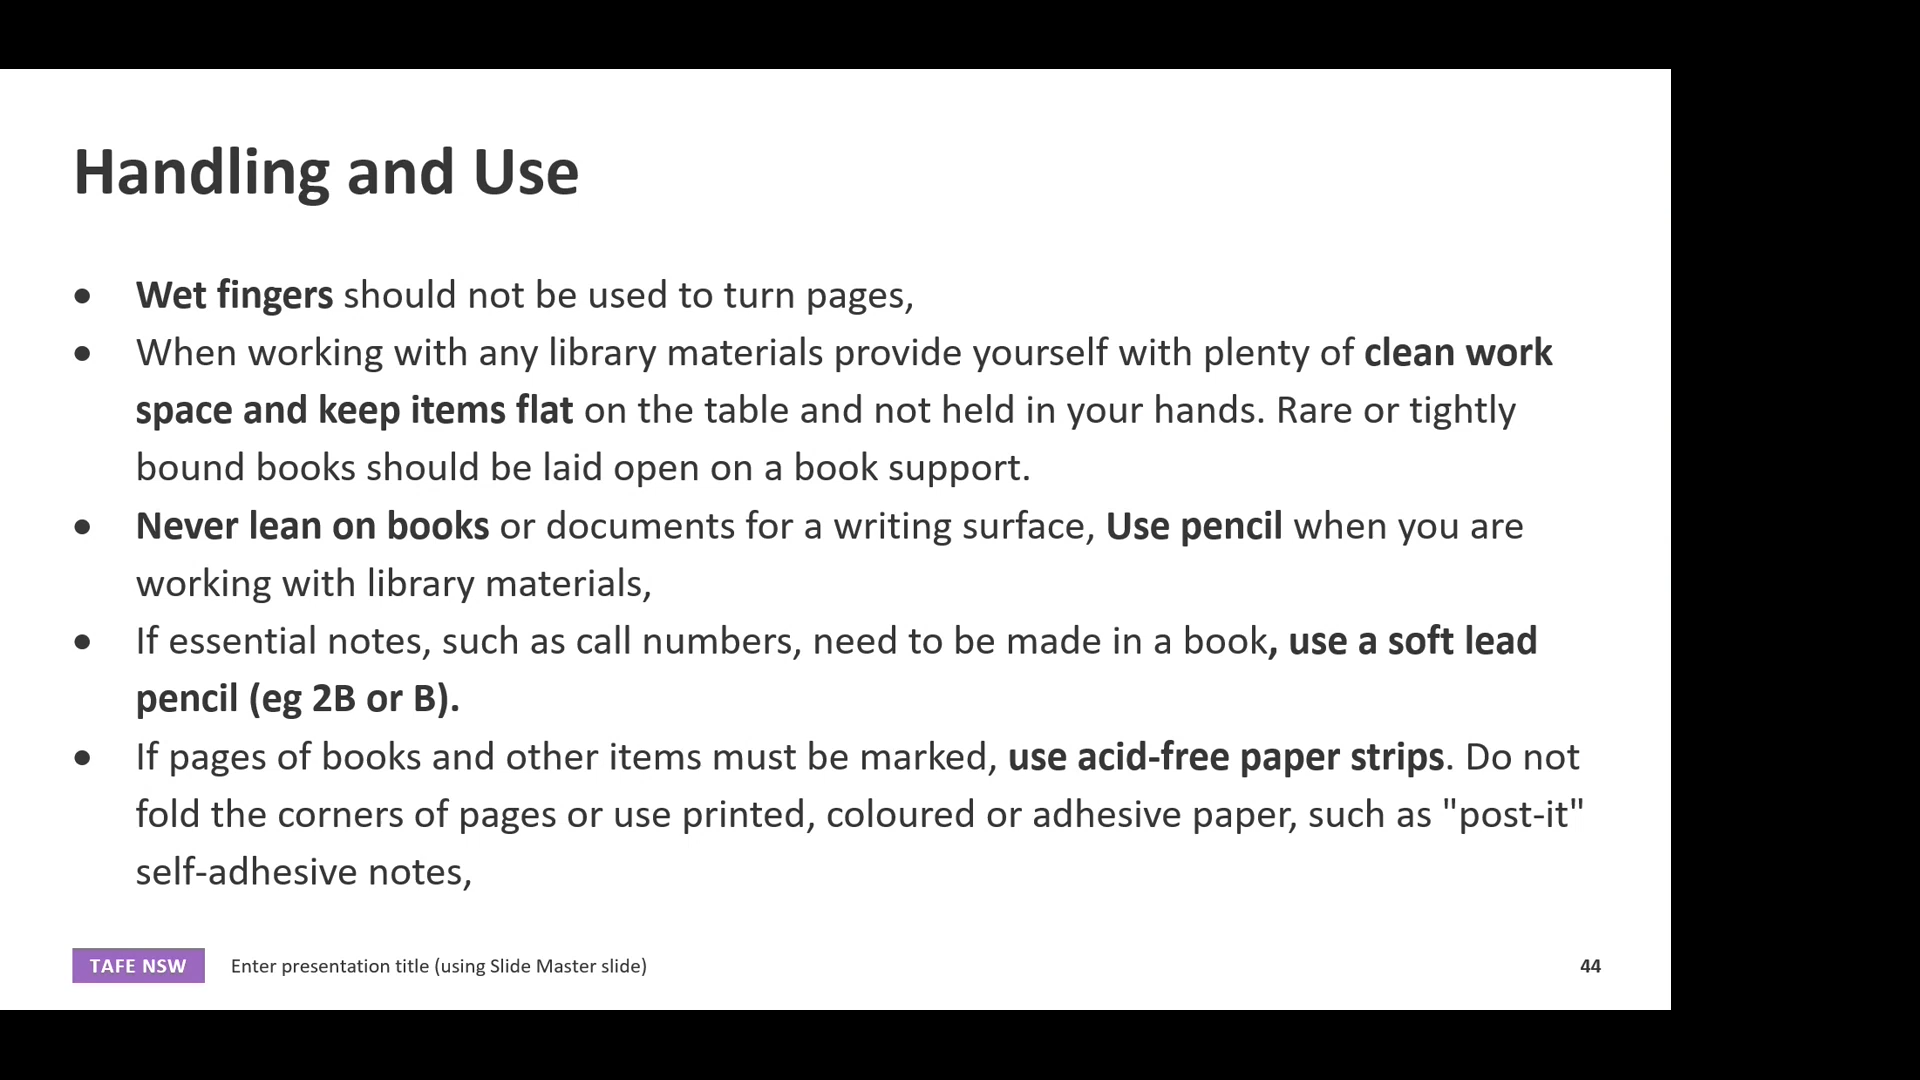 Handling and Use
• Wet fingers should not be used to turn pages,
• When working with any library materials provide yourself with plenty of clean work
space and keep items flat on the table and not held in your hands. Rare or tightly
bound books should be laid open on a book support.
• Never lean on books or documents for a writing surface, Use pencil when you are
working with library materials,
• If essential notes, such as call numbers, need to be made in a book, use a soft lead
pencil (eg 2B or B).
• If pages of books and other items must be marked, use acid-free paper strips. Do not
fold the corners of pages or use printed, coloured or adhesive paper, such as "post-it"
self-adhesive notes,
TAFE NSW Enter presentation title (using Slide Master slide) 44